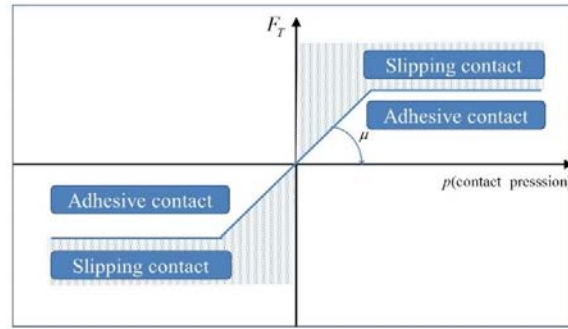 F_T
Slipping contact
Adhesive contact
μ
p(contact presssion)
Adhesive contact
Slipping contact